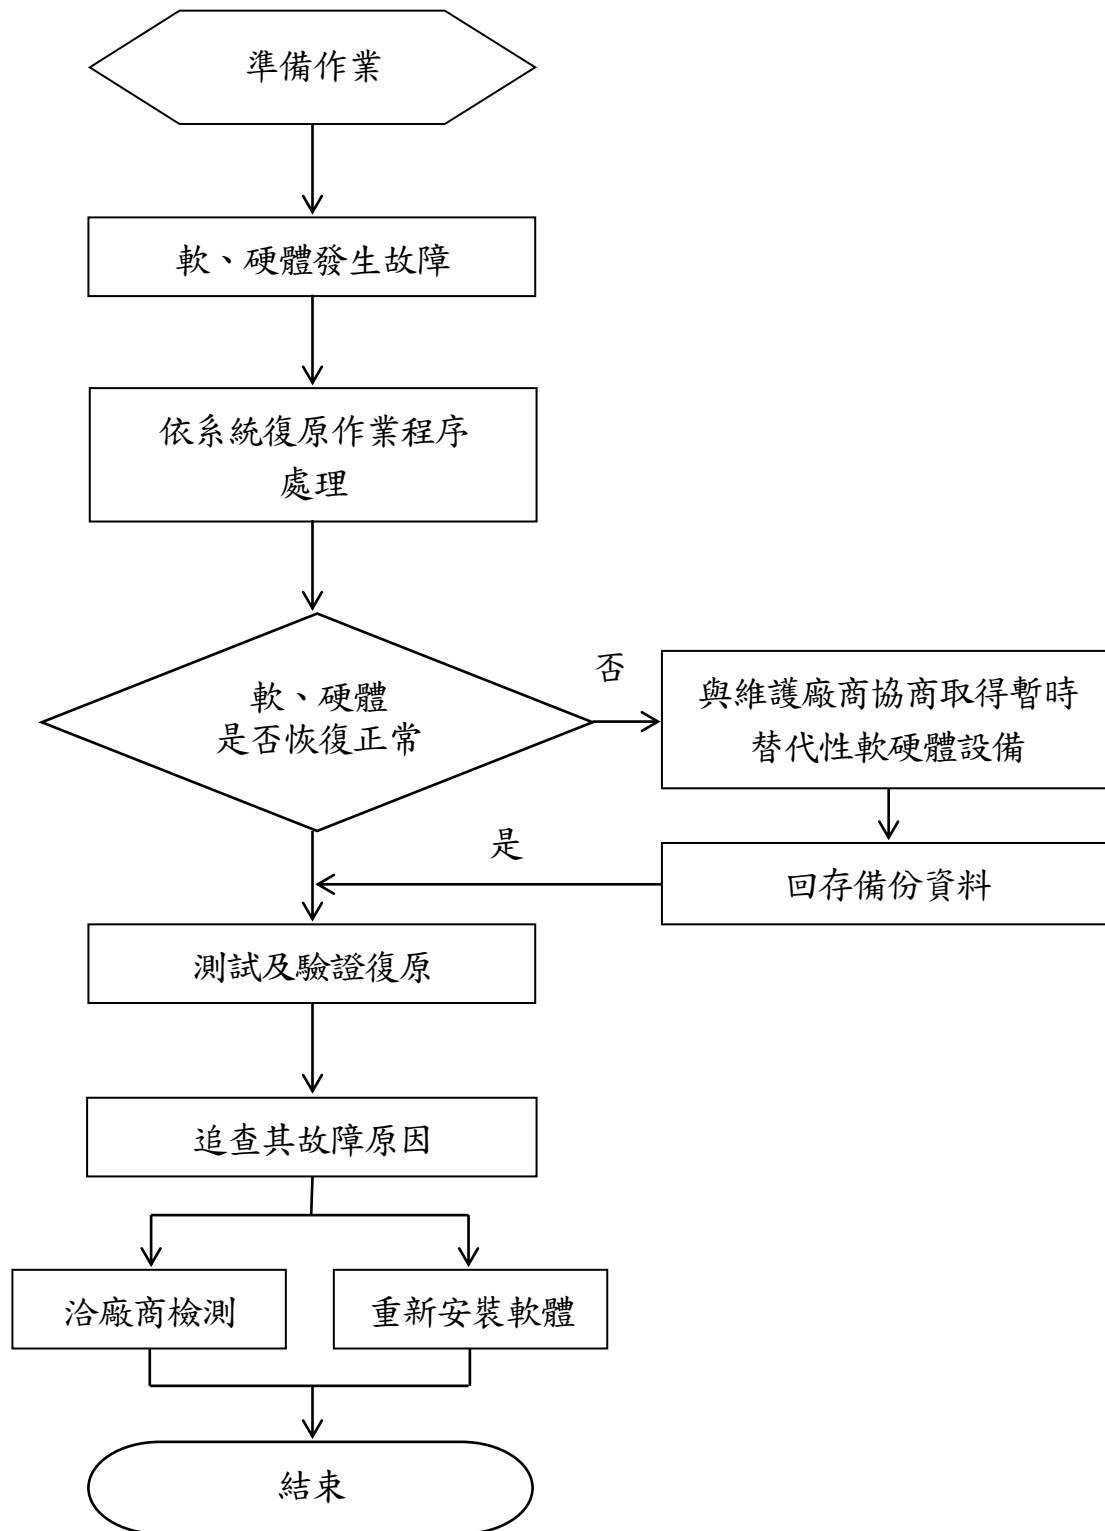 準備作業
軟、硬體發生故障
依系統復原作業程序
處理
軟、硬體
是否恢復正常
否
與維護廠商協商取得暫時
替代性軟硬體設備
是
回存備份資料
測試及驗證復原
追查其故障原因
洽廠商檢測
重新安裝軟體
結束